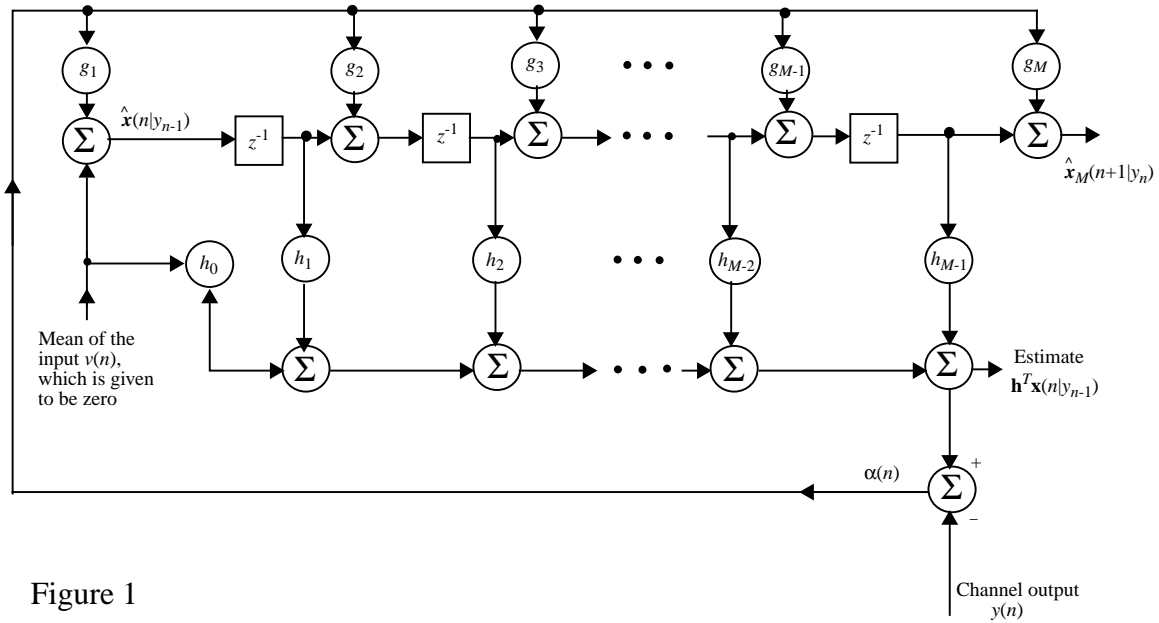 g1 g2 g3 • • • gM-1 gM
x̂(n|yn-1)
Σ z-1 Σ z-1 Σ • • • Σ z-1 Σ
x̂M(n+1|yn)
h0 h1 h2 • • • hM-2 hM-1
Mean of the
input v(n),
which is given
to be zero
Σ Σ • • • Σ Σ
Estimate
hTx(n|yn-1)
α(n)
+
Σ
−
Channel output
y(n)
Figure 1